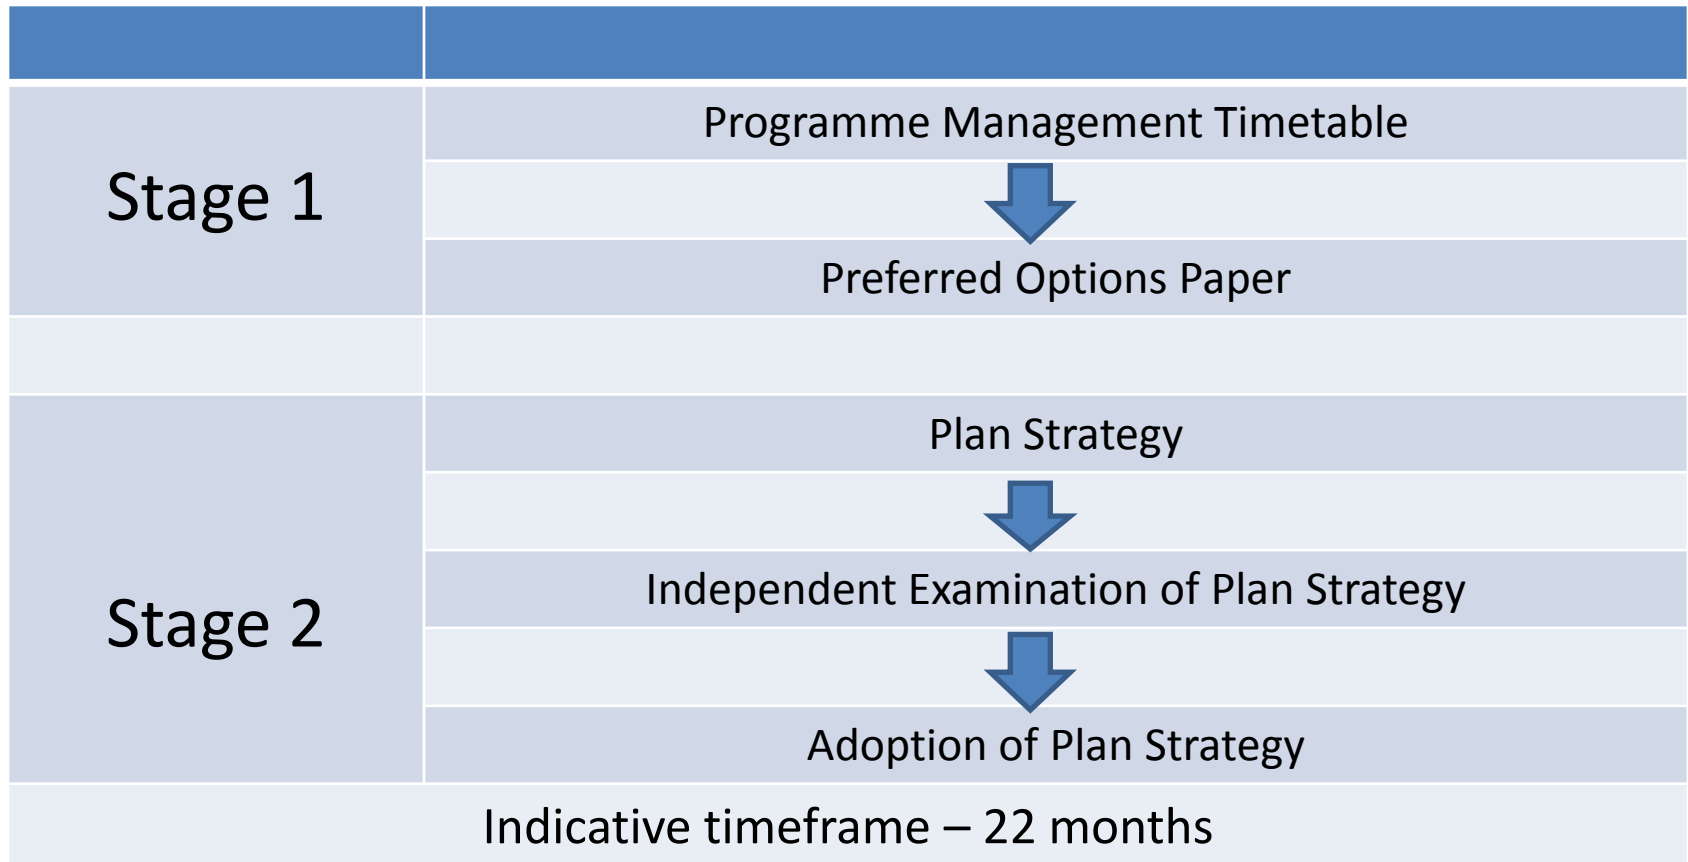 Stage 1
Programme Management Timetable
Preferred Options Paper
Stage 2
Plan Strategy
Independent Examination of Plan Strategy
Adoption of Plan Strategy
Indicative timeframe – 22 months